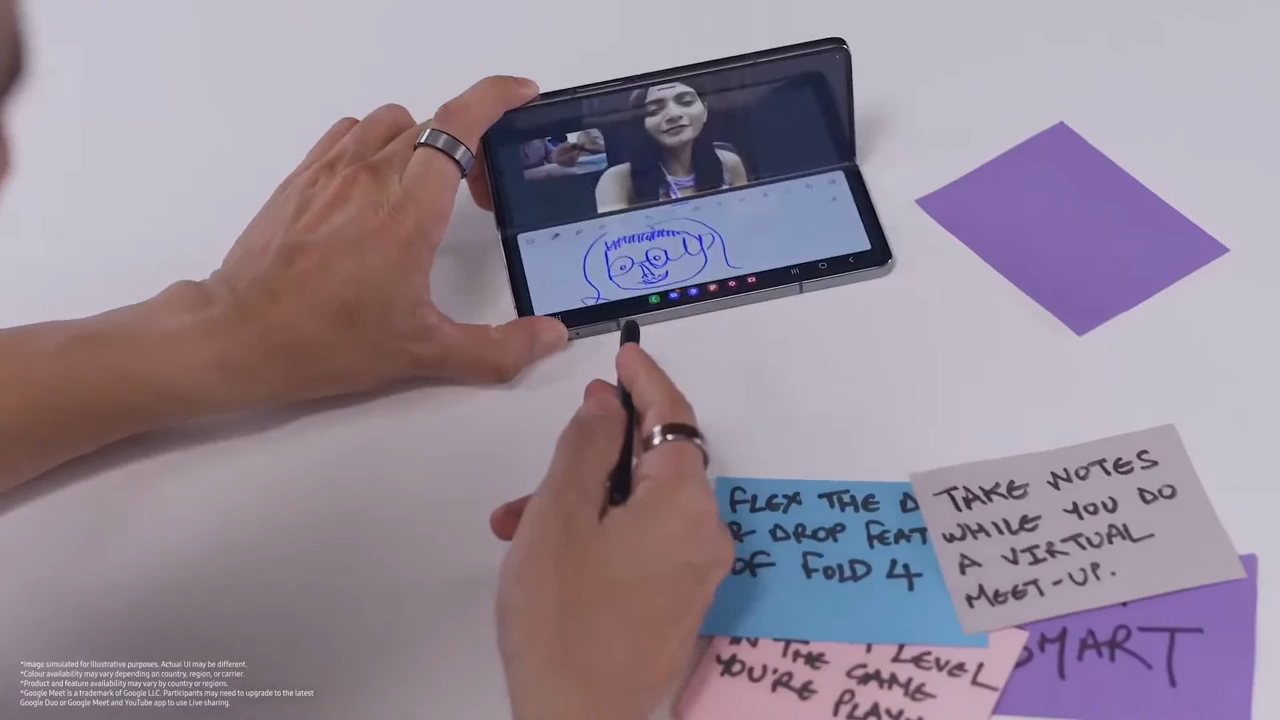 FLEX THE D
& DROP FEAT
OF FOLD 4
TAKE NOTES
WHILE YOU DO
A VIRTUAL
MEET-UP.
SMART
IN THE LEVEL
GAME
YOU'RE
*Image simulated for illustrative purposes. Actual UI may be different.
*Colour availability may vary depending on country, region, or carrier.
*Product and feature availability may vary by country or regions.
*Google Meet is a trademark of Google LLC. Participants may need to upgrade to the latest
Google Duo or Google Meet and YouTube app to use Live sharing.